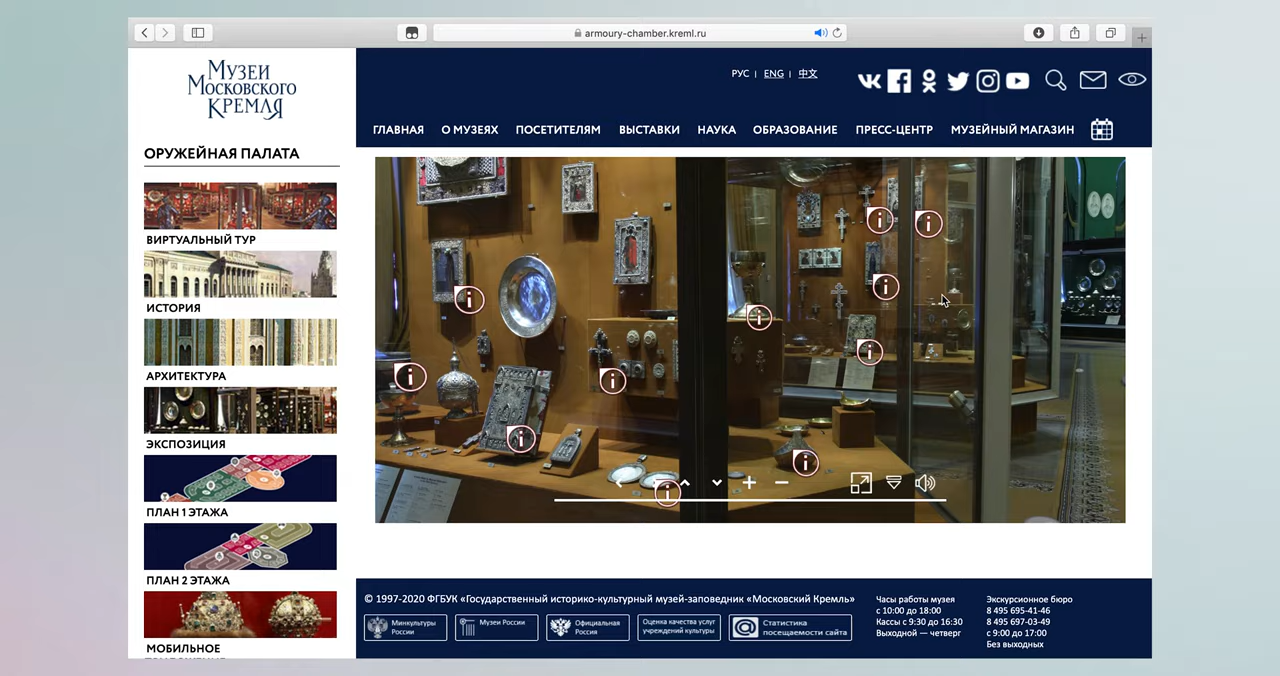 armoury-chamber.kreml.ru
МУЗЕИ
МОСКОВСКОГО
КРЕМЛЯ
РУС | ENG | 中文
ГЛАВНАЯ О МУЗЕЯХ ПОСЕТИТЕЛЯМ ВЫСТАВКИ НАУКА ОБРАЗОВАНИЕ ПРЕСС-ЦЕНТР МУЗЕЙНЫЙ МАГАЗИН
ОРУЖЕЙНАЯ ПАЛАТА
ВИРТУАЛЬНЫЙ ТУР
ИСТОРИЯ
АРХИТЕКТУРА
ЭКСПОЗИЦИЯ
ПЛАН 1 ЭТАЖА
ПЛАН 2 ЭТАЖА
МОБИЛЬНОЕ
© 1997-2020 ФГБУК «Государственный историко-культурный музей-заповедник «Московский Кремль»
Минкультуры
России
Музеи России
Официальная
Россия
Оценка качества услуг
учреждений культуры
Статистика
посещаемости сайта
Часы работы музея
с 10:00 до 18:00
Кассы с 9:30 до 16:30
Выходной — четверг
Экскурсионное бюро
8 495 695-41-46
8 495 697-03-49
с 9:00 до 17:00
Без выходных